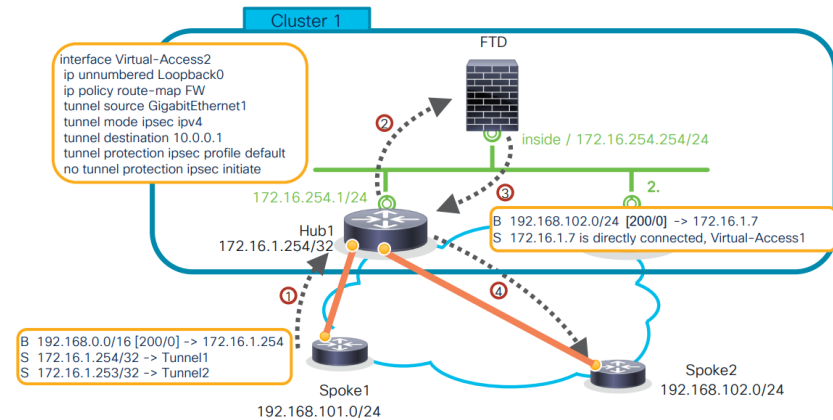 Cluster 1
FTD
interface Virtual-Access2
ip unnumbered Loopback0
ip policy route-map FW
tunnel source GigabitEthernet1
tunnel mode ipsec ipv4
tunnel destination 10.0.0.1
tunnel protection ipsec profile default
no tunnel protection ipsec initiate
2
inside / 172.16.254.254/24
3
2.
172.16.254.1/24
Hub1
172.16.1.254/32
B 192.168.102.0/24 [200/0] -> 172.16.1.7
S 172.16.1.7 is directly connected, Virtual-Access1
1
4
B 192.168.0.0/16 [200/0] -> 172.16.1.254
S 172.16.1.254/32 -> Tunnel1
S 172.16.1.253/32 -> Tunnel2
Spoke1
192.168.101.0/24
Spoke2
192.168.102.0/24